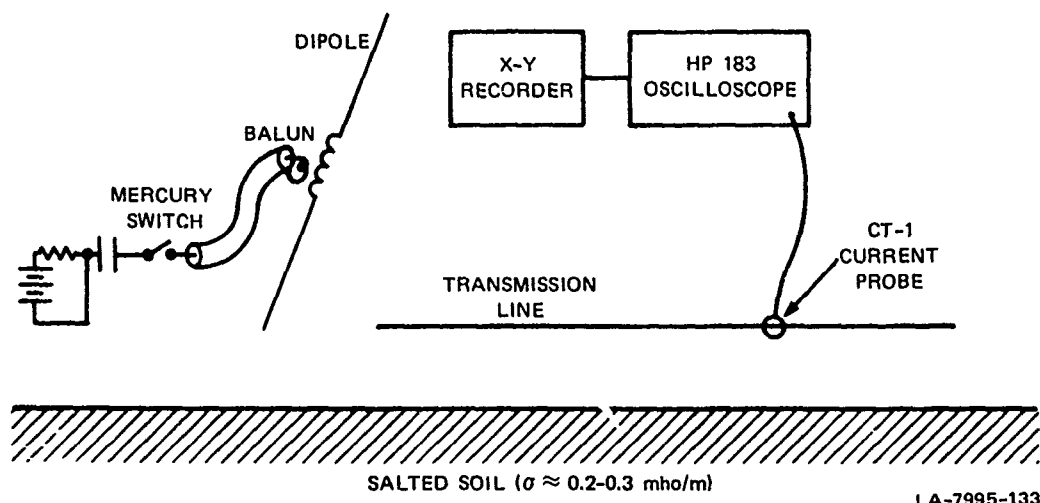 DIPOLE
X-Y
RECORDER
HP 183
OSCILLOSCOPE
BALUN
MERCURY
SWITCH
CT-1
CURRENT
PROBE
TRANSMISSION
LINE
SALTED SOIL (σ ≈ 0.2-0.3 mho/m)
LA-7995-133